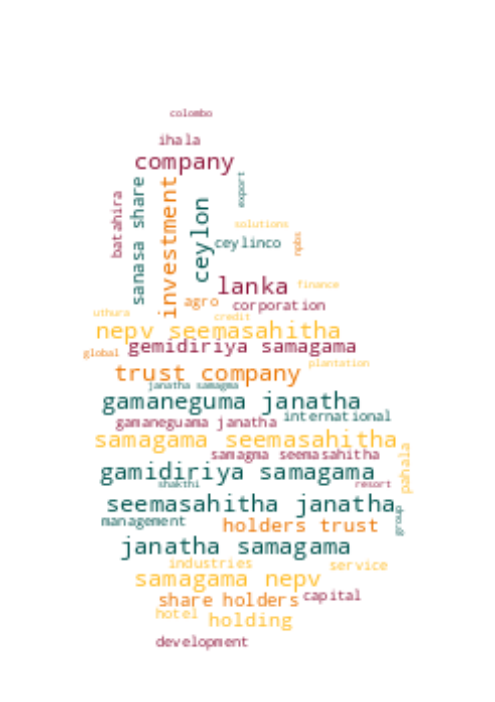 colombo
ihala
company
export
batahira
sanasa share
investment
ceylon
solutions
ceylinco
npbs
lanka
finance
agro
corporation
uthura
credit
nepv seemasahitha
global
gemidiriya samagama
plantation
trust company
janatha samagma
gamaneguma janatha
international
gamaneguama janatha
samagama seemasahitha
samagma seemasahitha
pahala
gamidiriya samagama
shakthi
resort
seemasahitha janatha
group
management
holders trust
janatha samagama
industries
service
samagama nepv
share holders
capital
hotel
holding
development